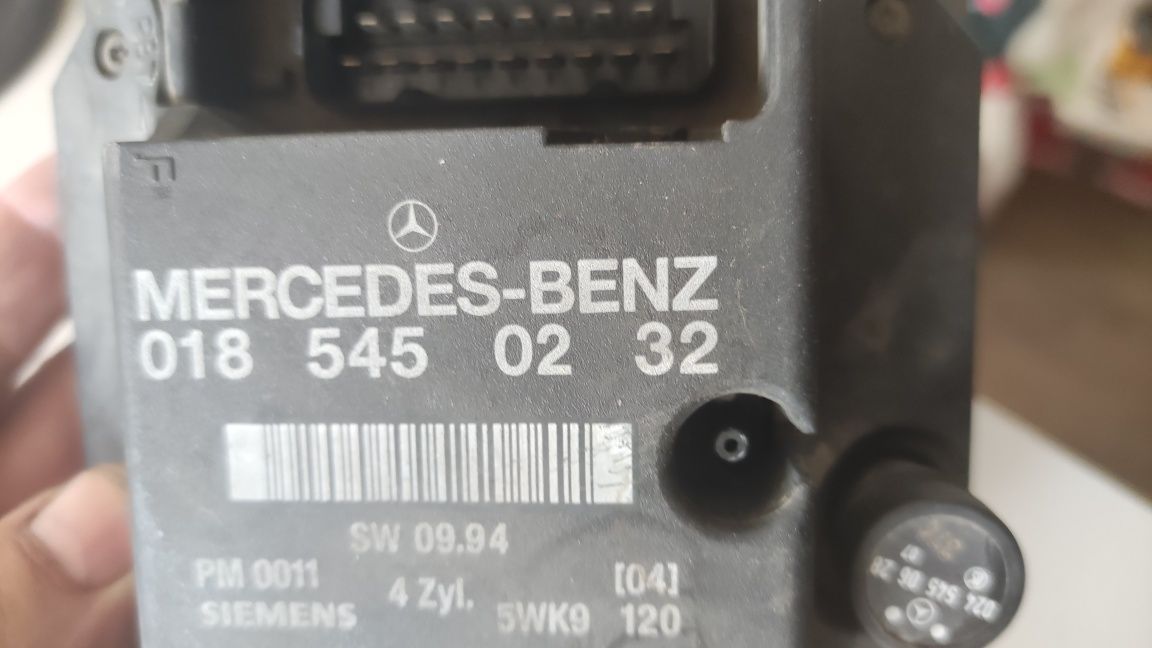 MERCEDES-BENZ
018 545 02 32
SW 09.94
PM 0011
4 Zyl.
[04]
SIEMENS
5WK9 120